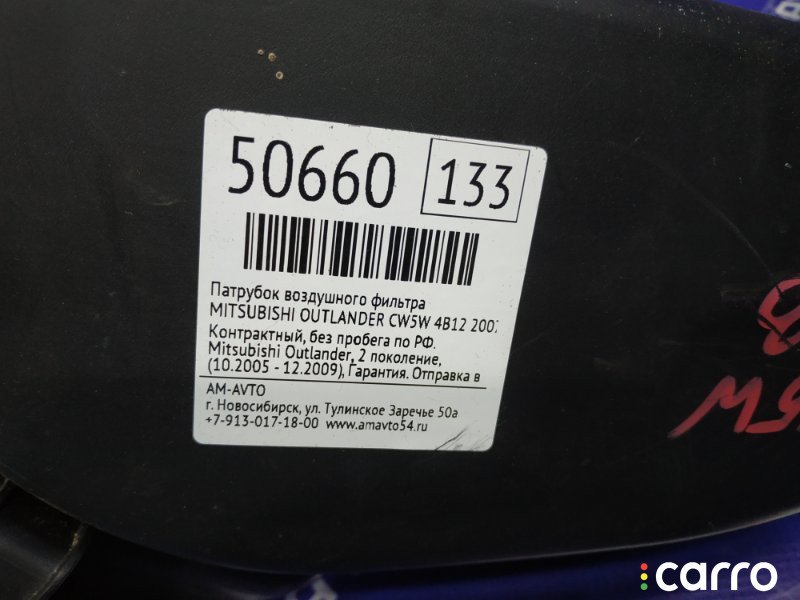 50660 133
Патрубок воздушного фильтра
MITSUBISHI OUTLANDER CW5W 4B12 2007
Контрактный, без пробега по РФ.
Mitsubishi Outlander, 2 поколение,
(10.2005 - 12.2009), Гарантия. Отправка в
AM-AVTO
г. Новосибирск, ул. Тулинское Заречье 50а
+7-913-017-18-00 www.amavto54.ru
5W
carro